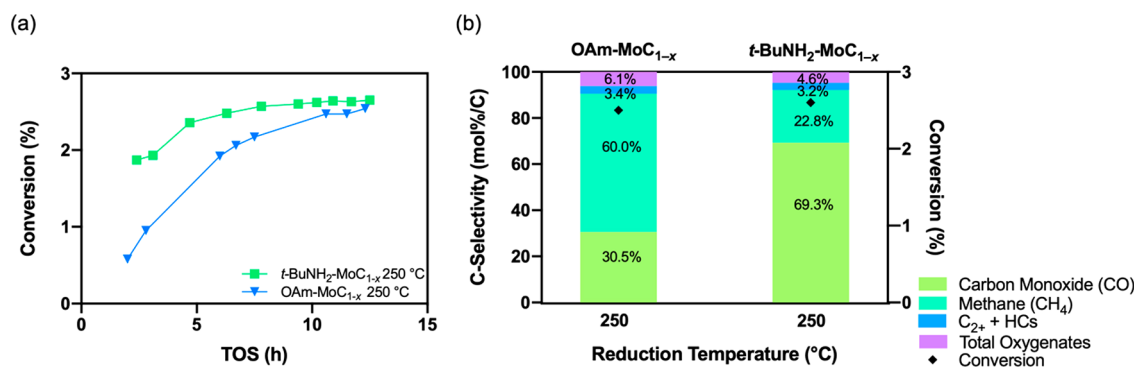 (a)
3
2
1
0
Conversion (%)
t-BuNH2-MoC1-x 250 °C
OAm-MoC1-x 250 °C
0
5
10
15
TOS (h)
(b)
OAm-MoC1–x
t-BuNH2-MoC1–x
100
80
60
40
20
0
C-Selectivity (mol%/C)
6.1%
3.4%
60.0%
30.5%
4.6%
3.2%
22.8%
69.3%
3
2
1
0
Conversion (%)
250
250
Reduction Temperature (°C)
Carbon Monoxide (CO)
Methane (CH4)
C2+ + HCs
Total Oxygenates
Conversion